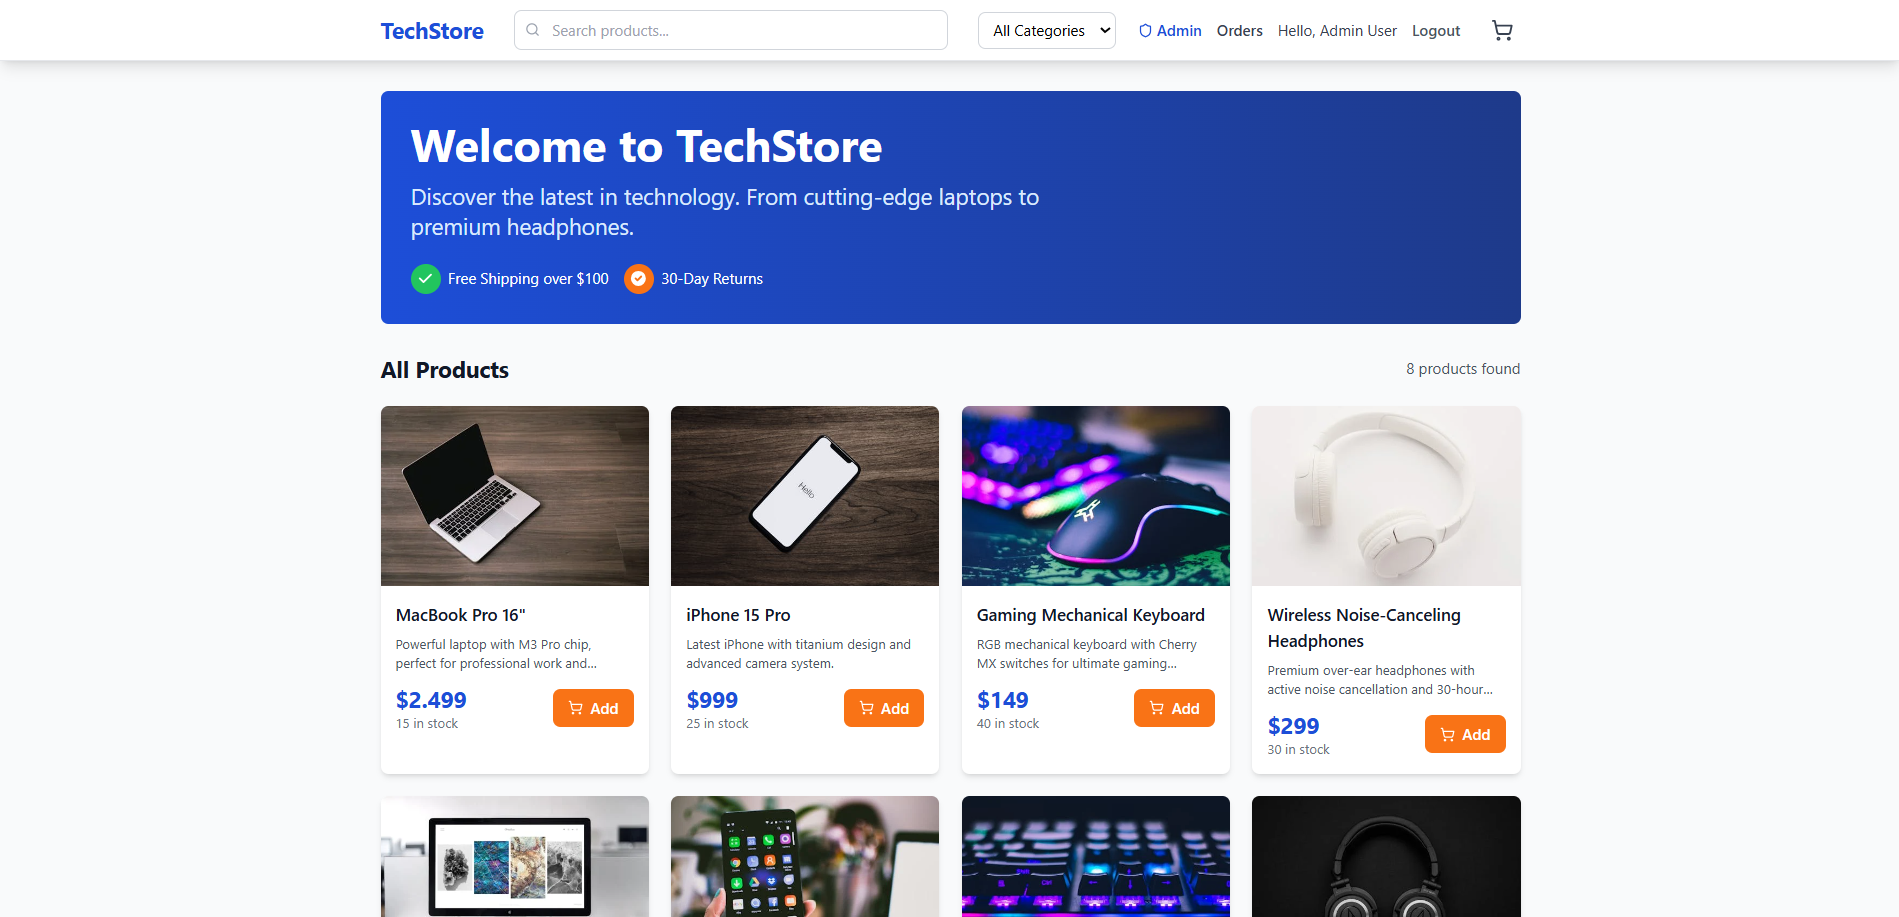 TechStore
Search products...
All Categories
Admin
Orders
Hello, Admin User
Logout
Welcome to TechStore
Discover the latest in technology. From cutting-edge laptops to
premium headphones.
Free Shipping over $100
30-Day Returns
All Products
8 products found
Hello
MacBook Pro 16"
Powerful laptop with M3 Pro chip,
perfect for professional work and...
$2.499
15 in stock
Add
iPhone 15 Pro
Latest iPhone with titanium design and
advanced camera system.
$999
25 in stock
Add
Gaming Mechanical Keyboard
RGB mechanical keyboard with Cherry
MX switches for ultimate gaming...
$149
40 in stock
Add
Wireless Noise-Canceling
Headphones
Premium over-ear headphones with
active noise cancellation and 30-hour...
$299
30 in stock
Add
Ctrl